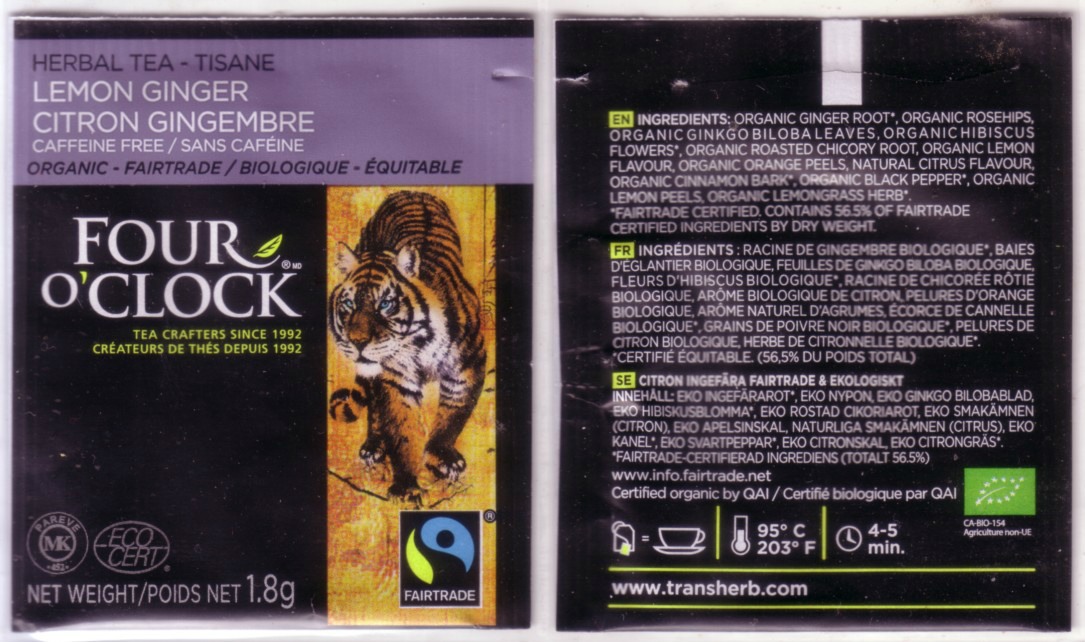 HERBAL TEA - TISANE
LEMON GINGER
CITRON GINGEMBRE
CAFFEINE FREE / SANS CAFÉINE
ORGANIC - FAIRTRADE / BIOLOGIQUE - ÉQUITABLE
FOUR
O'CLOCK ® MD
TEA CRAFTERS SINCE 1992
CRÉATEURS DE THÉS DEPUIS 1992
PAREVE
MK
-452-
ECO
CERT ®
NET WEIGHT/POIDS NET 1.8g
®
FAIRTRADE
EN INGREDIENTS: ORGANIC GINGER ROOT*, ORGANIC ROSEHIPS,
ORGANIC GINKGO BILOBA LEAVES, ORGANIC HIBISCUS
FLOWERS*, ORGANIC ROASTED CHICORY ROOT, ORGANIC LEMON
FLAVOUR, ORGANIC ORANGE PEELS, NATURAL CITRUS FLAVOUR,
ORGANIC CINNAMON BARK*, ORGANIC BLACK PEPPER*, ORGANIC
LEMON PEELS, ORGANIC LEMONGRASS HERB*.
*FAIRTRADE CERTIFIED. CONTAINS 56.5% OF FAIRTRADE
CERTIFIED INGREDIENTS BY DRY WEIGHT.
FR INGRÉDIENTS : RACINE DE GINGEMBRE BIOLOGIQUE*, BAIES
D'ÉGLANTIER BIOLOGIQUE, FEUILLES DE GINKGO BILOBA BIOLOGIQUE,
FLEURS D'HIBISCUS BIOLOGIQUE*, RACINE DE CHICORÉE RÔTIE
BIOLOGIQUE, ARÔME BIOLOGIQUE DE CITRON, PELURES D'ORANGE
BIOLOGIQUE, ARÔME NATUREL D'AGRUMES, ÉCORCE DE CANNELLE
BIOLOGIQUE*, GRAINS DE POIVRE NOIR BIOLOGIQUE*, PELURES DE
CITRON BIOLOGIQUE, HERBE DE CITRONNELLE BIOLOGIQUE*.
*CERTIFIÉ ÉQUITABLE. (56,5% DU POIDS TOTAL)
SE CITRON INGEFÄRA FAIRTRADE & EKOLOGISKT
INNEHÅLL: EKO INGEFÄRAROT*, EKO NYPON, EKO GINKGO BILOBABLAD,
EKO HIBISKUSBLOMMA*, EKO ROSTAD CIKORIAROT, EKO SMAKÄMNEN
(CITRON), EKO APELSINSKAL, NATURLIGA SMAKÄMNEN (CITRUS), EKO
KANEL*, EKO SVARTPEPPAR*, EKO CITRONSKAL, EKO CITRONGRÄS*.
*FAIRTRADE-CERTIFIERAD INGREDIENS (TOTALT 56.5%)
www.info.fairtrade.net
Certified organic by QAI / Certifié biologique par QAI
CA-BIO-154
Agriculture non-UE
=
95° C
203° F
4-5
min.
www.transherb.com